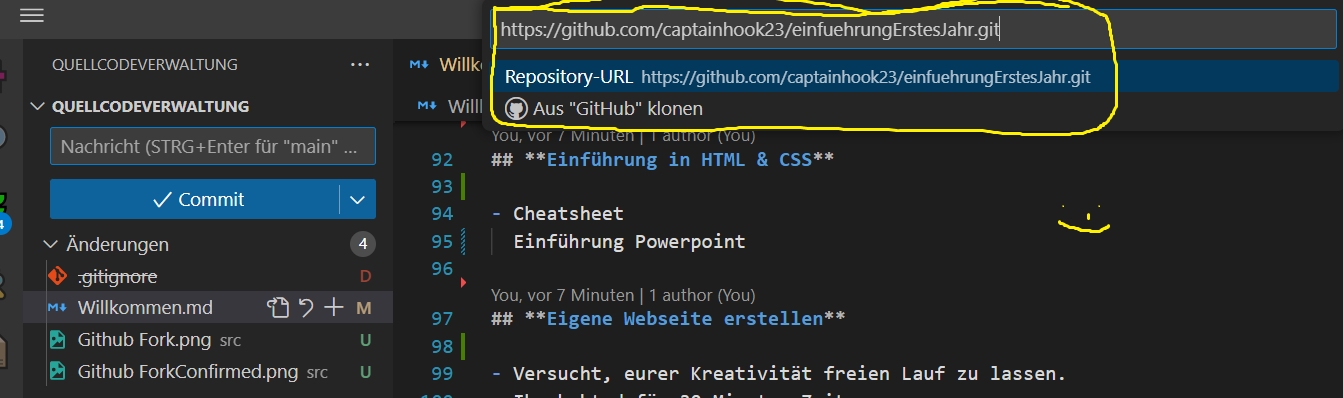 https://github.com/captainhook23/einfuehrungErstesJahr.git
Repository-URL https://github.com/captainhook23/einfuehrungErstesJahr.git
Aus "GitHub" klonen
QUELLCODEVERWALTUNG ···
QUELLCODEVERWALTUNG
Nachricht (STRG+Enter für "main" ...
Commit
Änderungen 4
.gitignore D
Willkommen.md M
Github Fork.png src U
Github ForkConfirmed.png src U
4
You, vor 7 Minuten | 1 author (You)
92 ## **Einführung in HTML & CSS**
93
94 - Cheatsheet
95 Einführung Powerpoint
96
You, vor 7 Minuten | 1 author (You)
97 ## **Eigene Webseite erstellen**
98
99 - Versucht, eurer Kreativität freien Lauf zu lassen.